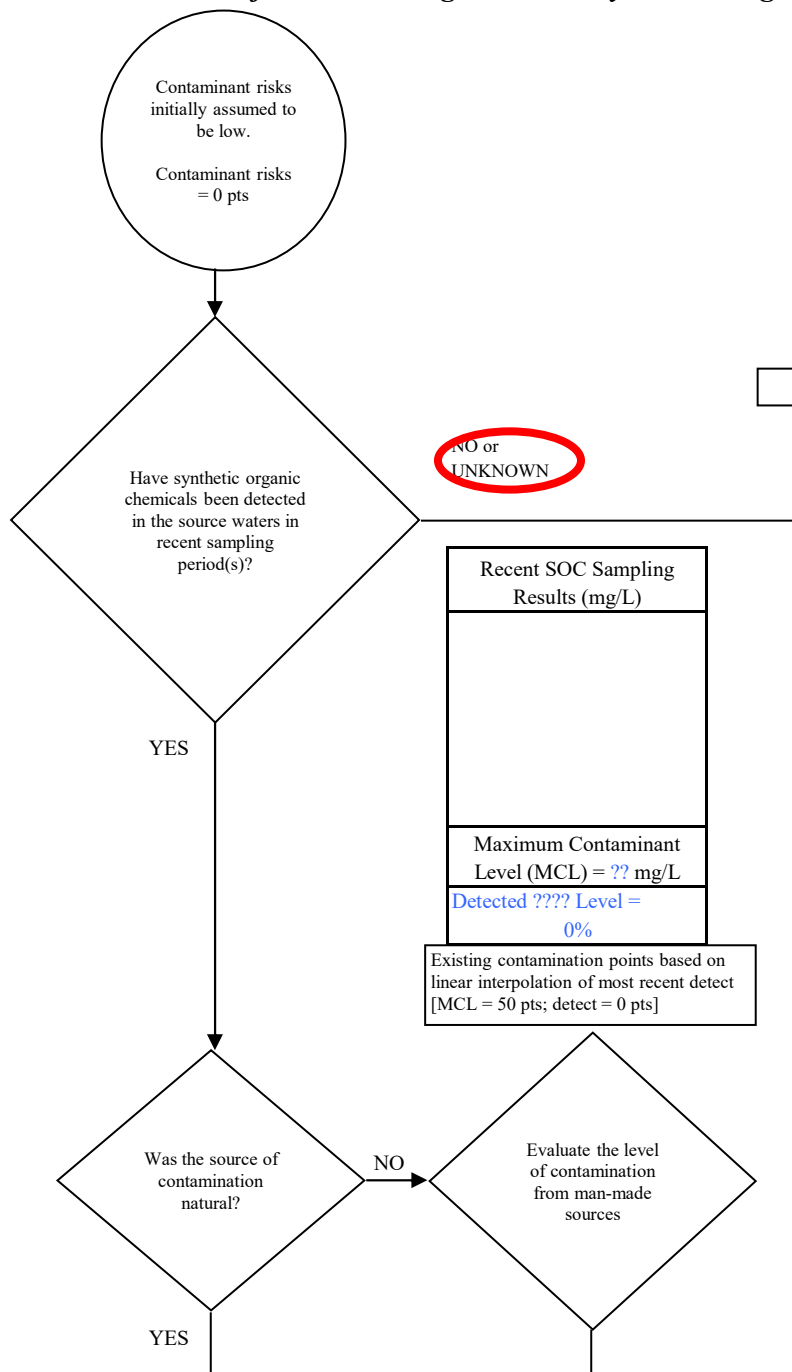 Contaminant risks
initially assumed to
be low.
Contaminant risks
= 0 pts
NO or
UNKNOWN
Have synthetic organic
chemicals been detected
in the source waters in
recent sampling
period(s)?
Recent SOC Sampling
Results (mg/L)
YES
Maximum Contaminant
Level (MCL) = ?? mg/L
Detected ???? Level =
0%
Existing contamination points based on
linear interpolation of most recent detect
[MCL = 50 pts; detect = 0 pts]
Was the source of
contamination
natural?
NO
Evaluate the level
of contamination
from man-made
sources
YES